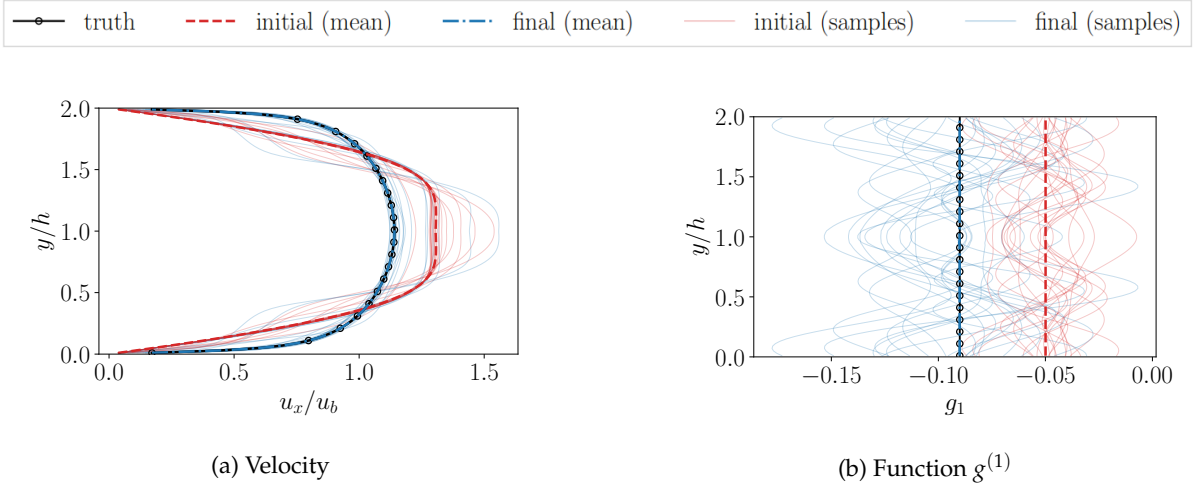 truth initial (mean) final (mean) initial (samples) final (samples)
y/h
2.0
1.5
1.0
0.5
0.0
0.0 0.5 1.0 1.5
u_x/u_b
(a) Velocity
y/h
2.0
1.5
1.0
0.5
0.0
−0.15 −0.10 −0.05 0.00
g_1
(b) Function g^{(1)}